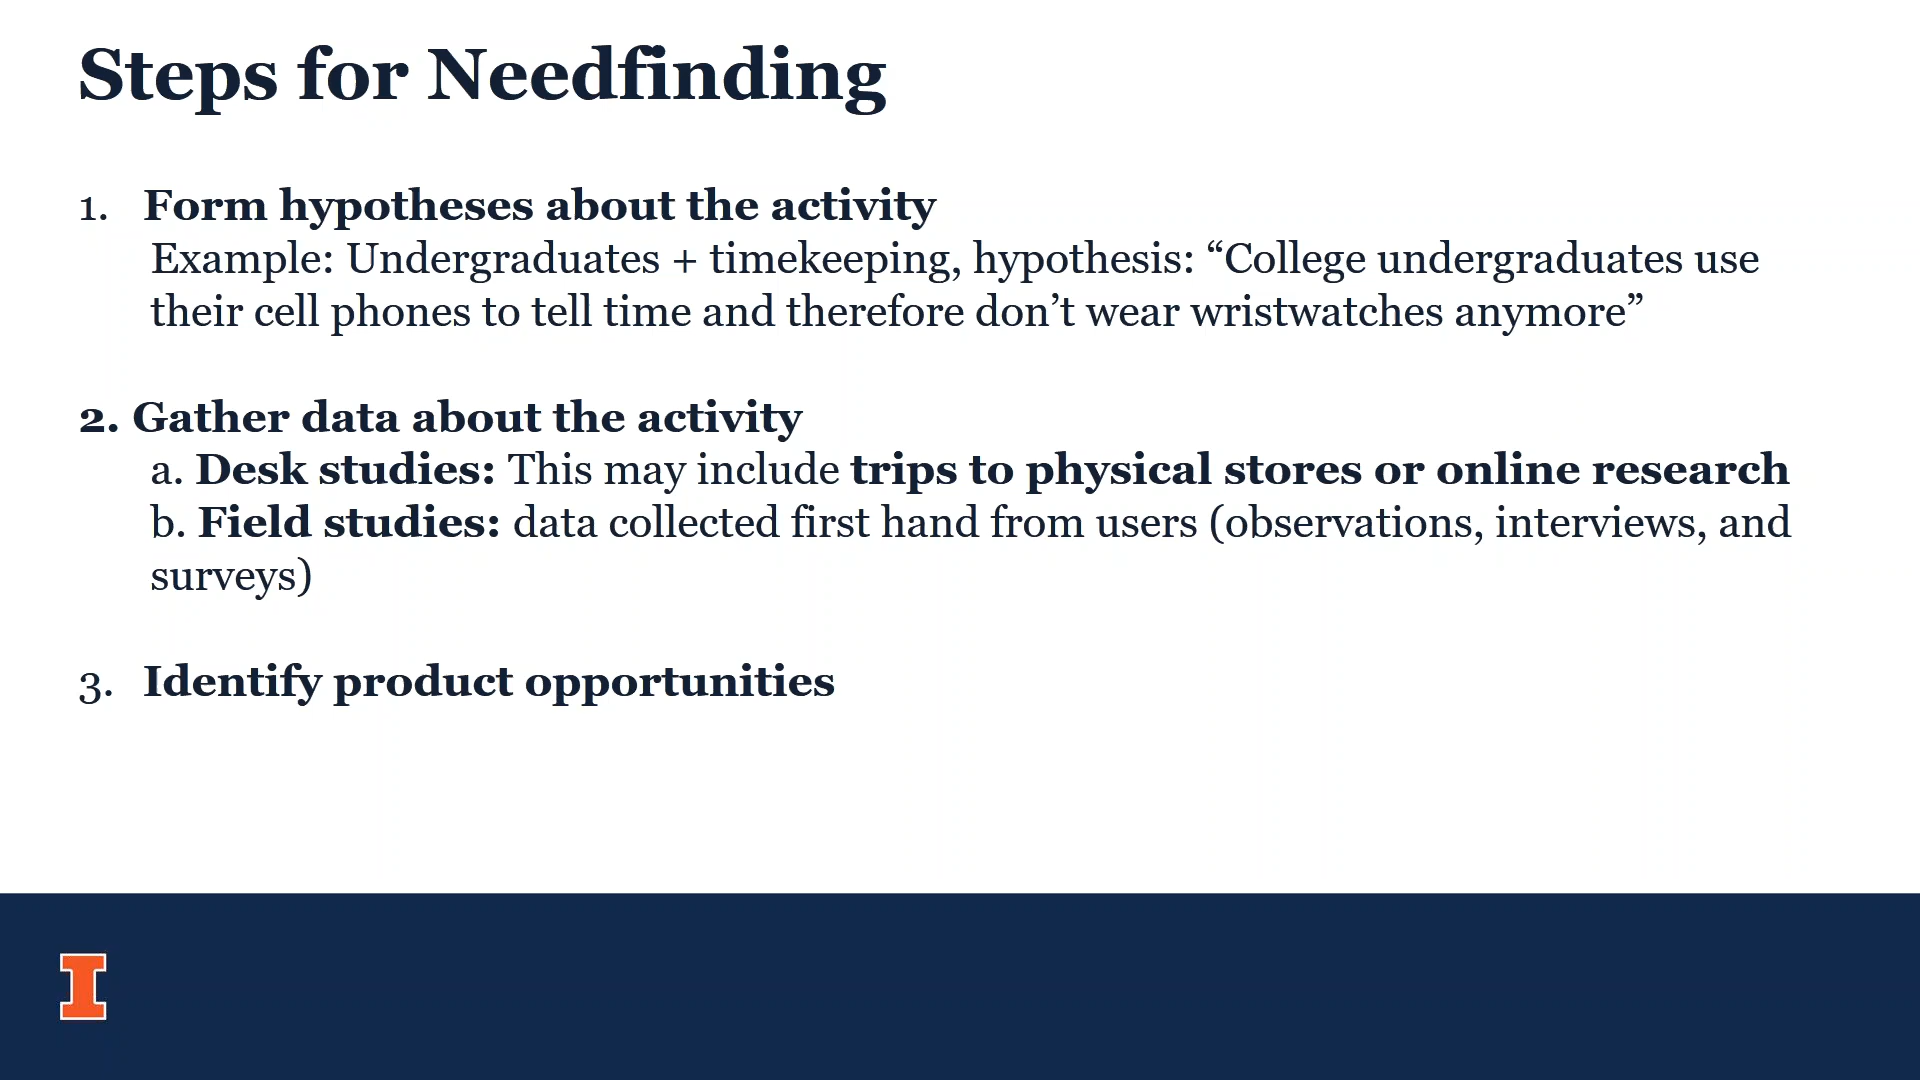 Steps for Needfinding
1. Form hypotheses about the activity
Example: Undergraduates + timekeeping, hypothesis: “College undergraduates use
their cell phones to tell time and therefore don’t wear wristwatches anymore”
2. Gather data about the activity
a. Desk studies: This may include trips to physical stores or online research
b. Field studies: data collected first hand from users (observations, interviews, and
surveys)
3. Identify product opportunities
I